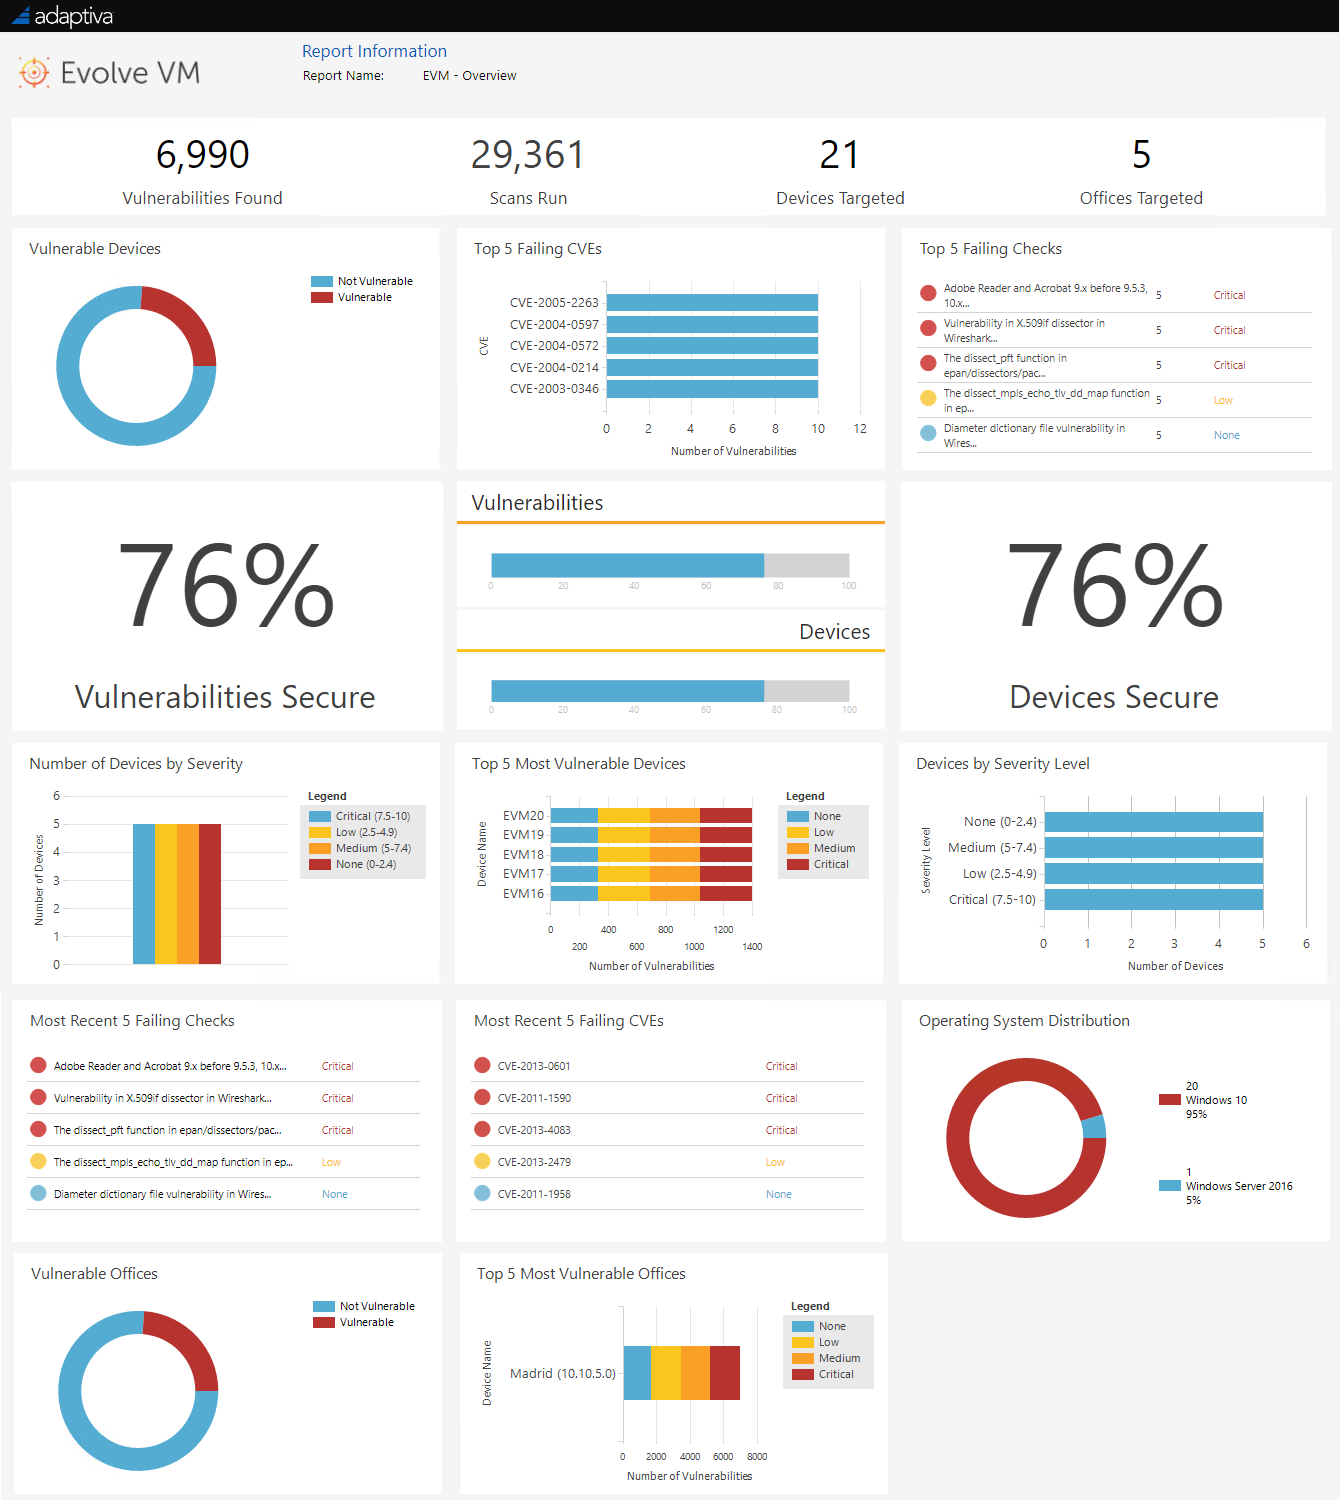 adaptiva
Evolve VM
Report Information
Report Name: EVM - Overview
6,990
Vulnerabilities Found
29,361
Scans Run
21
Devices Targeted
5
Offices Targeted
Vulnerable Devices
Not Vulnerable
Vulnerable
Top 5 Failing CVEs
CVE
CVE-2005-2263
CVE-2004-0597
CVE-2004-0572
CVE-2004-0214
CVE-2003-0346
0 2 4 6 8 10 12
Number of Vulnerabilities
Top 5 Failing Checks
Adobe Reader and Acrobat 9.x before 9.5.3,
10.x... 5 Critical
Vulnerability in X.509if dissector in
Wireshark... 5 Critical
The dissect_pft function in
epan/dissectors/pac... 5 Critical
The dissect_mpls_echo_tlv_dd_map function
in ep... 5 Low
Diameter dictionary file vulnerability in
Wires... 5 None
76%
Vulnerabilities Secure
Vulnerabilities
0 20 40 60 80 100
Devices
0 20 40 60 80 100
76%
Devices Secure
Number of Devices by Severity
Number of Devices
6
5
4
3
2
1
0
Legend
Critical (7.5-10)
Low (2.5-4.9)
Medium (5-7.4)
None (0-2.4)
Top 5 Most Vulnerable Devices
Device Name
EVM20
EVM19
EVM18
EVM17
EVM16
0 400 800 1200
200 600 1000 1400
Number of Vulnerabilities
Legend
None
Low
Medium
Critical
Devices by Severity Level
Severity Level
None (0-2.4)
Medium (5-7.4)
Low (2.5-4.9)
Critical (7.5-10)
0 1 2 3 4 5 6
Number of Devices
Most Recent 5 Failing Checks
Adobe Reader and Acrobat 9.x before 9.5.3, 10.x... Critical
Vulnerability in X.509if dissector in Wireshark... Critical
The dissect_pft function in epan/dissectors/pac... Critical
The dissect_mpls_echo_tlv_dd_map function in ep... Low
Diameter dictionary file vulnerability in Wires... None
Most Recent 5 Failing CVEs
CVE-2013-0601 Critical
CVE-2011-1590 Critical
CVE-2013-4083 Critical
CVE-2013-2479 Low
CVE-2011-1958 None
Operating System Distribution
20
Windows 10
95%
1
Windows Server 2016
5%
Vulnerable Offices
Not Vulnerable
Vulnerable
Top 5 Most Vulnerable Offices
Device Name
Madrid (10.10.5.0)
0 2000 4000 6000 8000
Number of Vulnerabilities
Legend
None
Low
Medium
Critical